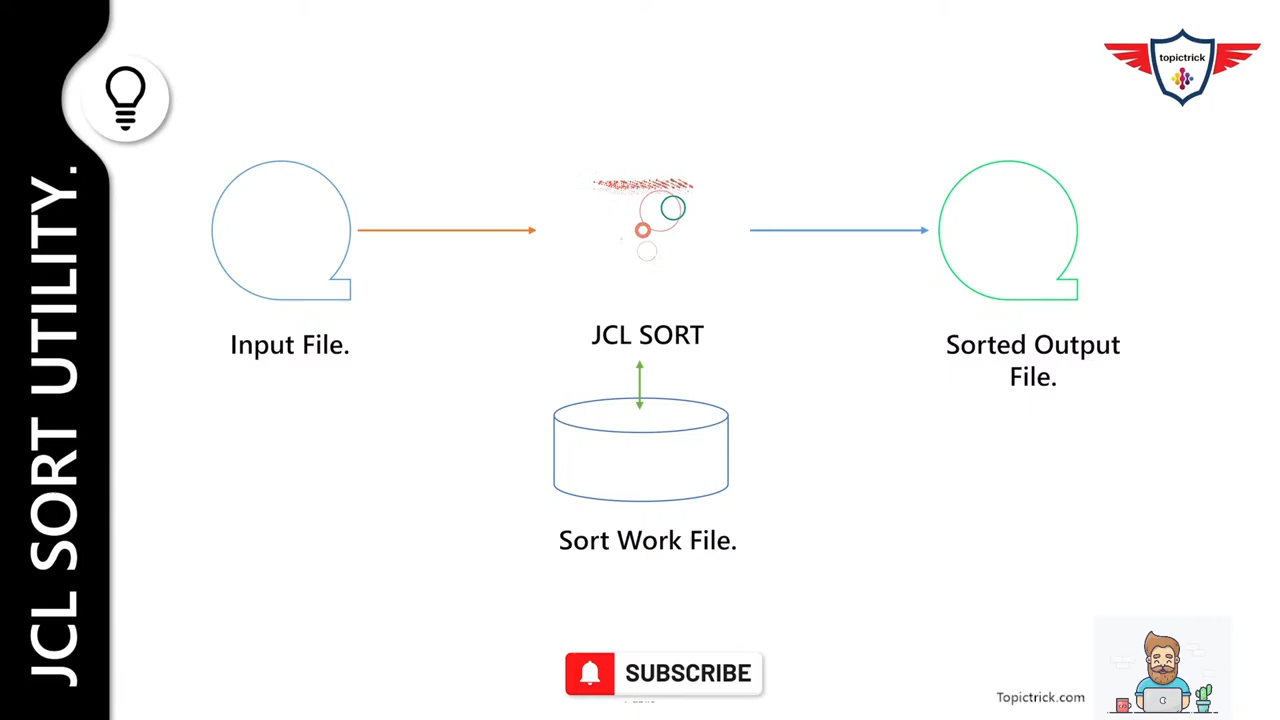 JCL SORT UTILITY.
topictrick
Input File.
JCL SORT
Sorted Output
File.
Sort Work File.
SUBSCRIBE
Topictrick.com